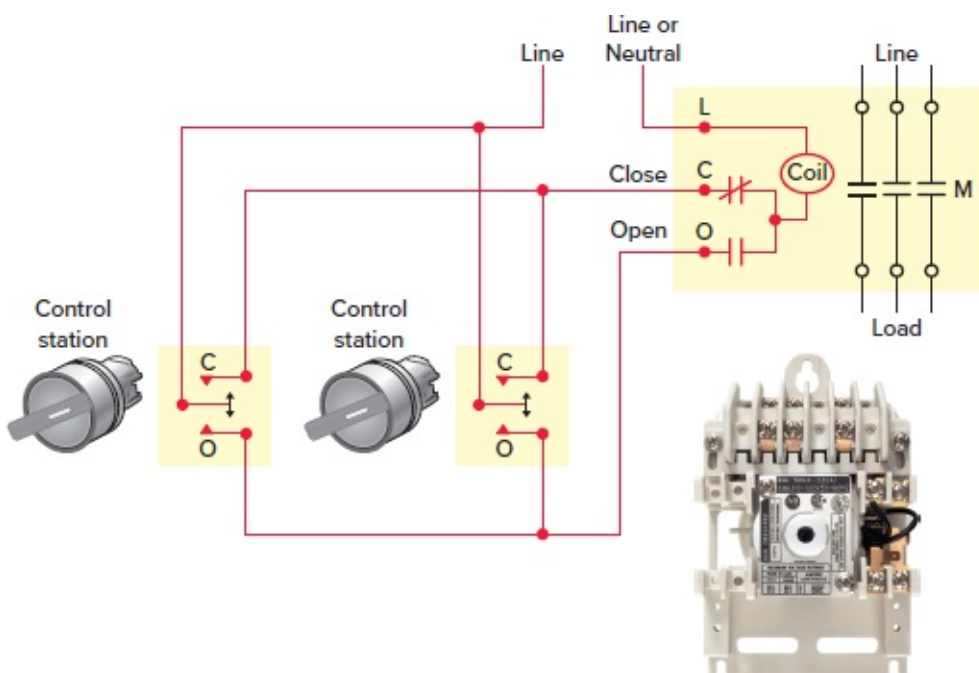 Line
Line or
Neutral
Line
L
Close
C
Coil
M
Open
O
Load
Control
station
Control
station
C
O
C
O